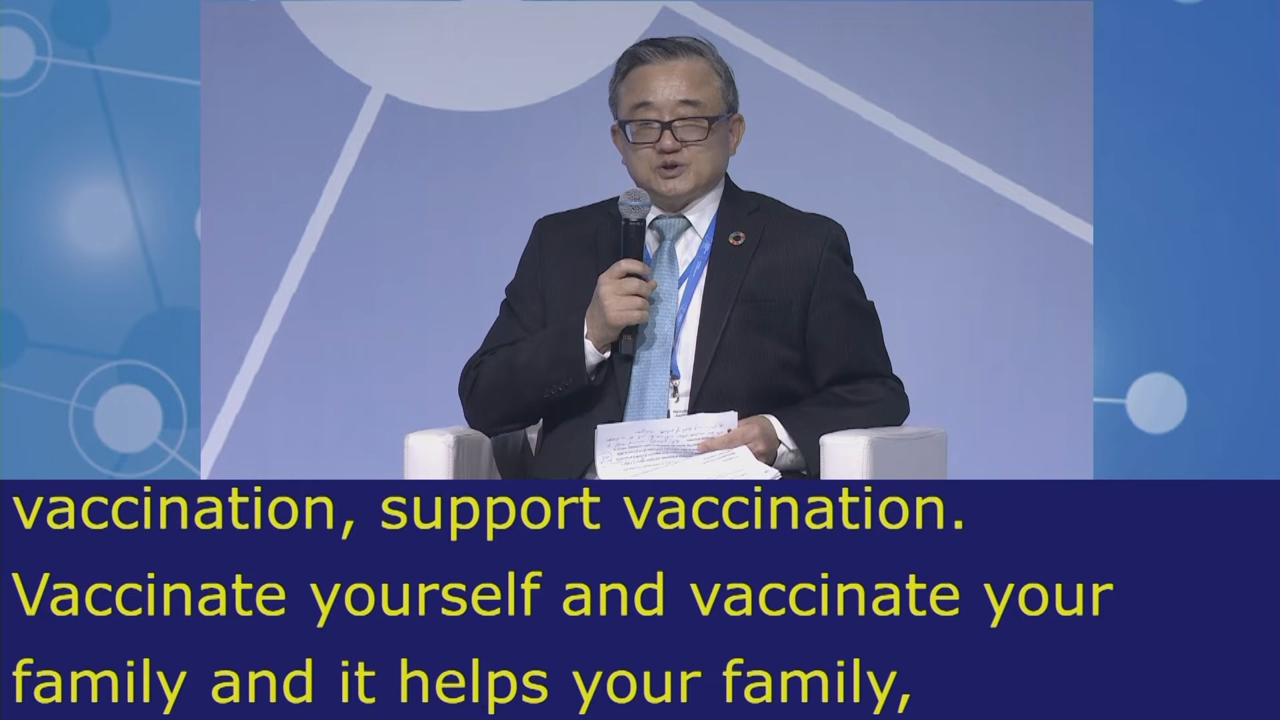 vaccination, support vaccination.
Vaccinate yourself and vaccinate your
family and it helps your family,